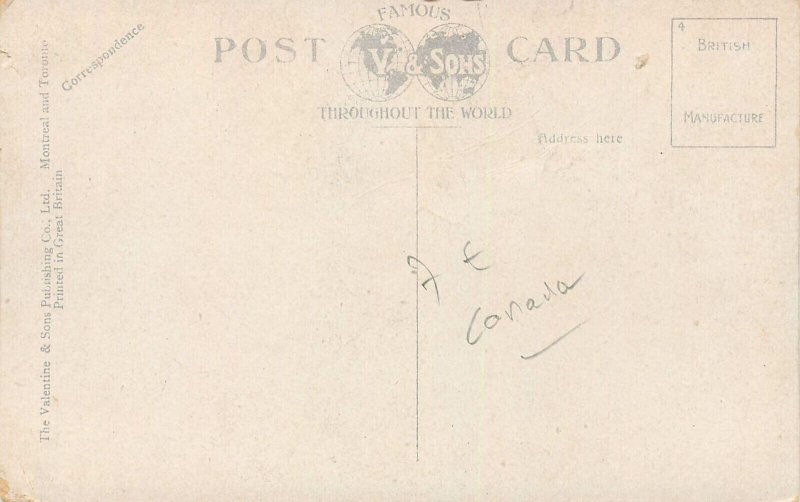 FAMOUS
POST CARD
V. & SONS
THROUGHOUT THE WORLD
4
BRITISH
MANUFACTURE
Correspondence
Address here
The Valentine & Sons Publishing Co., Ltd. Montreal and Toronto
Printed in Great Britain
Canada